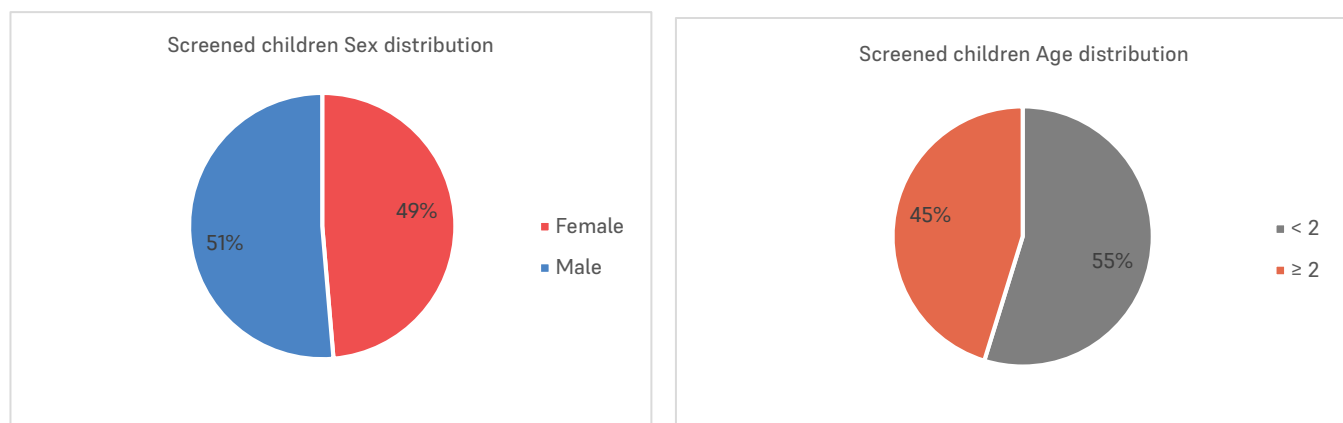 Screened children Sex distribution
49%
51%
Female
Male
Screened children Age distribution
45%
55%
< 2
≥ 2